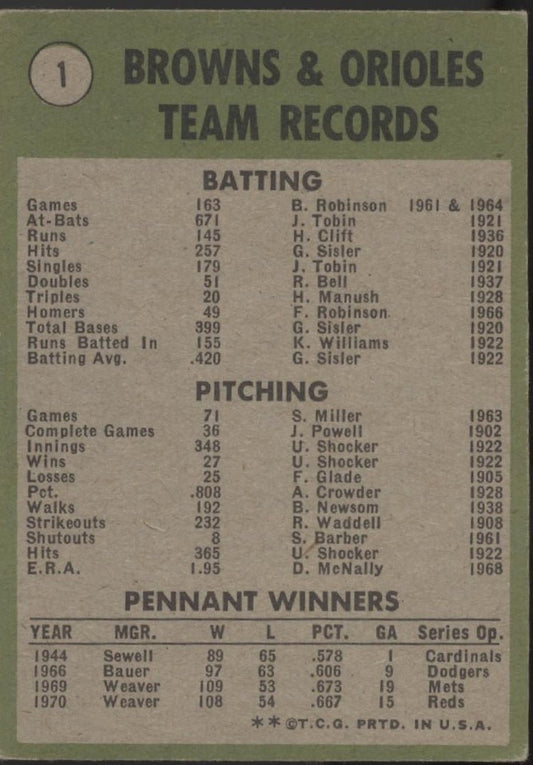 1
BROWNS & ORIOLES
TEAM RECORDS
BATTING
Games 163 B. Robinson 1961 & 1964
At-Bats 671 J. Tobin 1921
Runs 145 H. Clift 1936
Hits 257 G. Sisler 1920
Singles 179 J. Tobin 1921
Doubles 51 R. Bell 1937
Triples 20 H. Manush 1928
Homers 49 F. Robinson 1966
Total Bases 399 G. Sisler 1920
Runs Batted In 155 K. Williams 1922
Batting Avg. .420 G. Sisler 1922
PITCHING
Games 71 S. Miller 1963
Complete Games 36 J. Powell 1902
Innings 348 U. Shocker 1922
Wins 27 U. Shocker 1922
Losses 25 F. Glade 1905
Pct. .808 A. Crowder 1928
Walks 192 B. Newsom 1938
Strikeouts 232 R. Waddell 1908
Shutouts 8 S. Barber 1961
Hits 365 U. Shocker 1922
E.R.A. 1.95 D. McNally 1968
PENNANT WINNERS
YEAR MGR. W L PCT. GA Series Op.
1944 Sewell 89 65 .578 1 Cardinals
1966 Bauer 97 63 .606 9 Dodgers
1969 Weaver 109 53 .673 19 Mets
1970 Weaver 108 54 .667 15 Reds
**©T.C.G. PRTD. IN U.S.A.